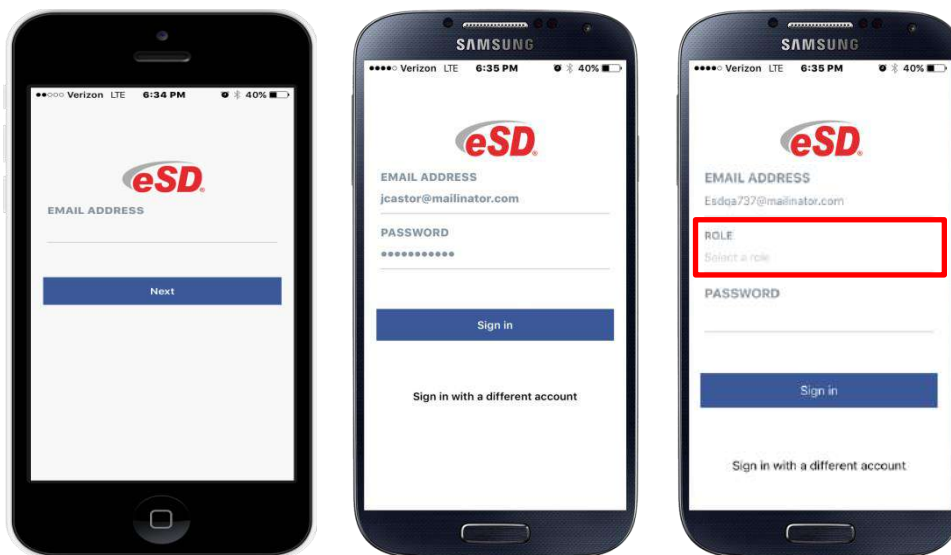 ●●○○○ Verizon LTE 6:34 PM 40%
eSD®
EMAIL ADDRESS
Next
SAMSUNG
●●●●○ Verizon LTE 6:35 PM 40%
eSD®
EMAIL ADDRESS
jcastor@mailinator.com
PASSWORD
●●●●●●●●●●●
Sign in
Sign in with a different account
SAMSUNG
●●●●○ Verizon LTE 6:35 PM 40%
eSD®
EMAIL ADDRESS
Esdqa737@mailinator.com
ROLE
Select a role
PASSWORD
Sign in
Sign in with a different account